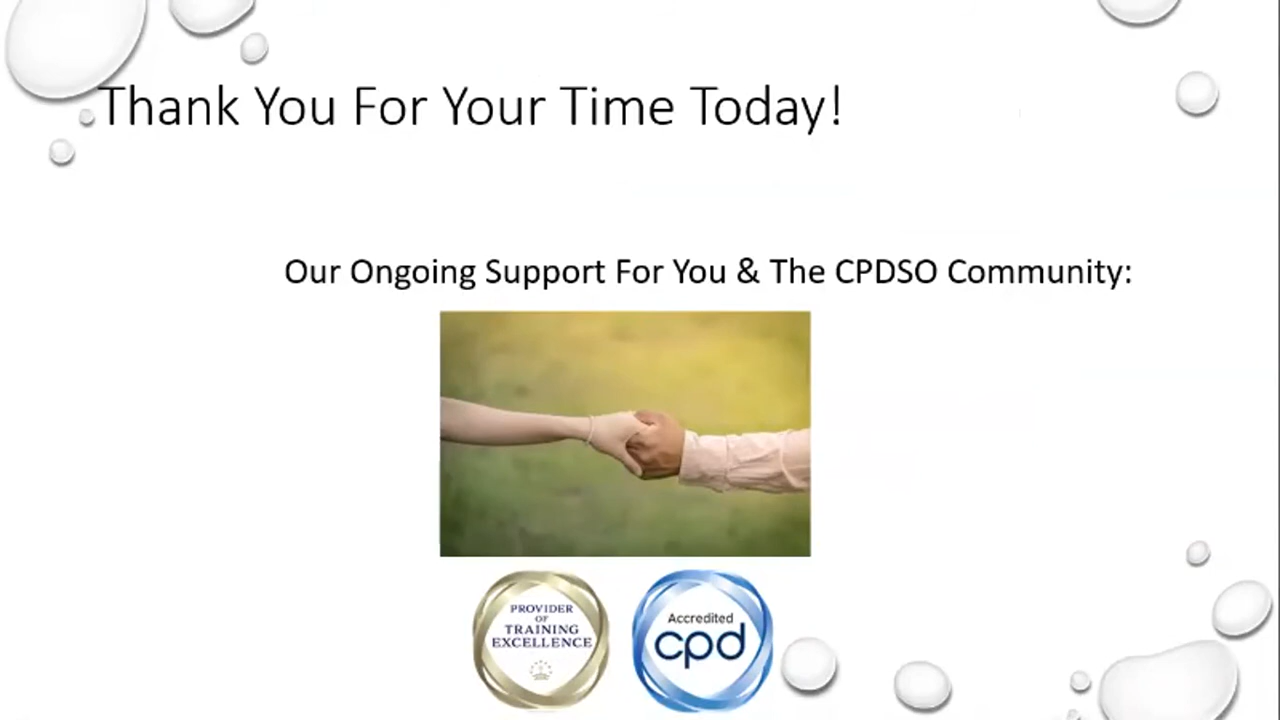 Thank You For Your Time Today!
Our Ongoing Support For You & The CPDSO Community:
PROVIDER
OF
TRAINING
EXCELLENCE
Accredited
cpd